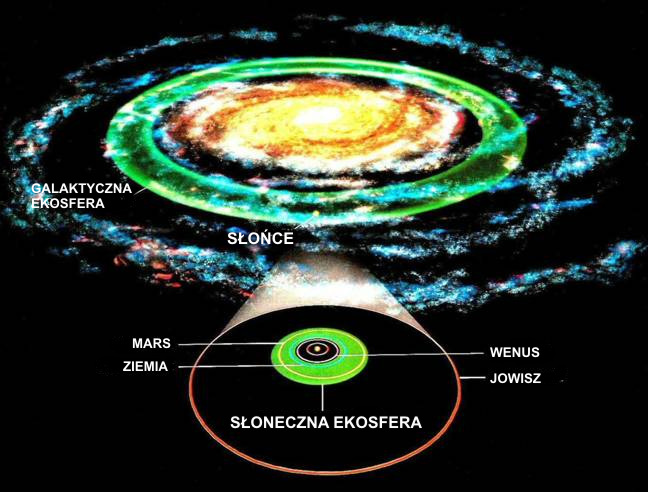 GALAKTYCZNA
EKOSFERA
SŁOŃCE
MARS
ZIEMIA
WENUS
JOWISZ
SŁONECZNA EKOSFERA